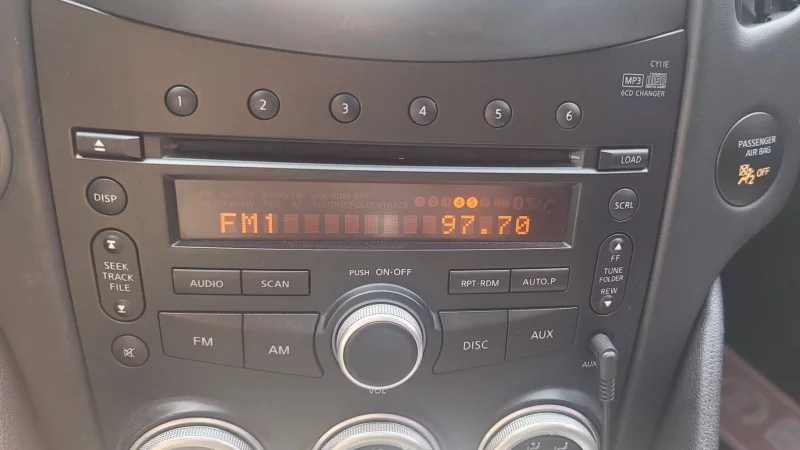 CY11E
MP3
6CD CHANGER
1 2 3 4 5 6
LOAD
PASSENGER
AIR BAG
OFF
DISP
SCRL
FM1 97.70
SEEK
TRACK
FILE
FF
TUNE
FOLDER
REW
AUDIO SCAN
PUSH ON·OFF
RPT·RDM AUTO.P
FM AM
DISC AUX
VOL
AUX